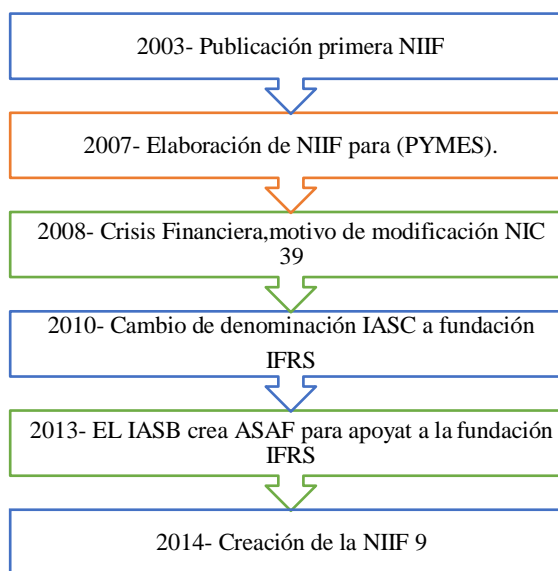 2003- Publicación primera NIIF
2007- Elaboración de NIIF para (PYMES).
2008- Crisis Financiera,motivo de modificación NIC
39
2010- Cambio de denominación IASC a fundación
IFRS
2013- EL IASB crea ASAF para apoyat a la fundación
IFRS
2014- Creación de la NIIF 9